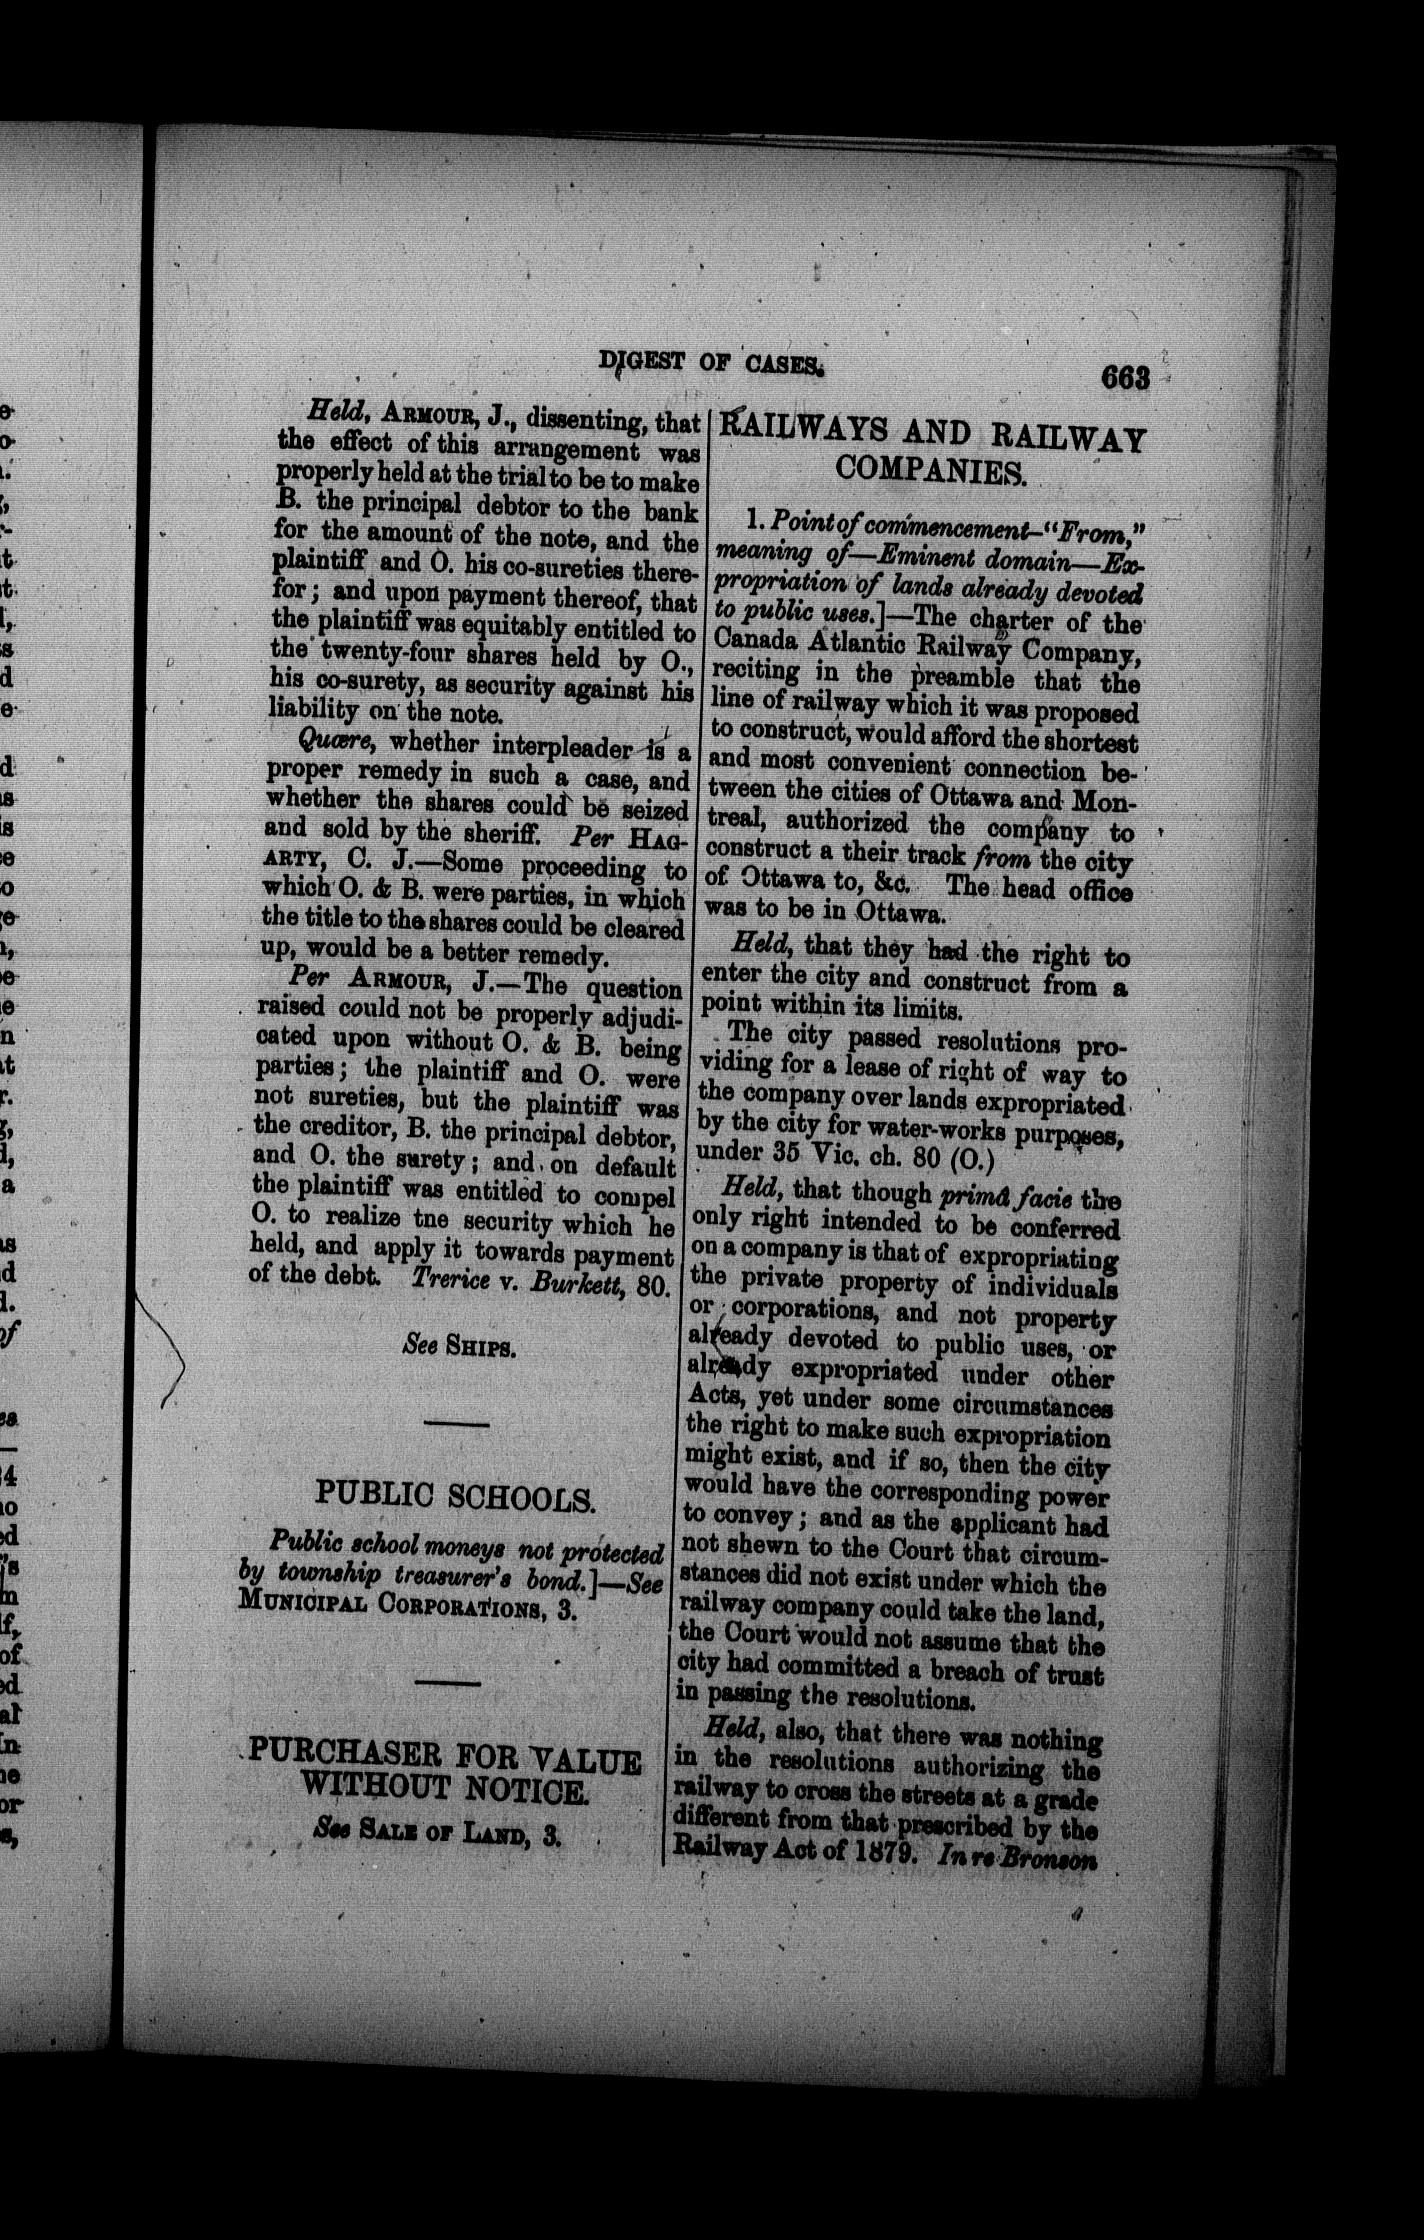 DIGEST OF CASES.
663
Held, ARMOUR, J., dissenting, that
the effect of this arrangement was
properly held at the trial to be to make
B. the principal debtor to the bank
for the amount of the note, and the
plaintiff and O. his co-sureties there-
for; and upon payment thereof, that
the plaintiff was equitably entitled to
the twenty-four shares held by O.,
his co-surety, as security against his
liability on the note.
Quære, whether interpleader is a
proper remedy in such a case, and
whether the shares could be seized
and sold by the sheriff. Per HAG-
ARTY, C. J.—Some proceeding to
which O. & B. were parties, in which
the title to the shares could be cleared
up, would be a better remedy.
Per ARMOUR, J.—The question
raised could not be properly adjudi-
cated upon without O. & B. being
parties; the plaintiff and O. were
not sureties, but the plaintiff was
the creditor, B. the principal debtor,
and O. the surety; and on default
the plaintiff was entitled to compel
O. to realize tne security which he
held, and apply it towards payment
of the debt. Trerice v. Burkett, 80.
See SHIPS.
PUBLIC SCHOOLS.
Public school moneys not protected
by township treasurer's bond.]—See
MUNICIPAL CORPORATIONS, 3.
PURCHASER FOR VALUE
WITHOUT NOTICE.
See SALE OF LAND, 3.
RAILWAYS AND RAILWAY
COMPANIES.
1. Point of commencement—"From,"
meaning of—Eminent domain—Ex-
propriation of lands already devoted
to public uses.]—The charter of the
Canada Atlantic Railway Company,
reciting in the preamble that the
line of railway which it was proposed
to construct, would afford the shortest
and most convenient connection be-
tween the cities of Ottawa and Mon-
treal, authorized the company to
construct a their track from the city
of Ottawa to, &c. The head office
was to be in Ottawa.
Held, that they had the right to
enter the city and construct from a
point within its limits.
The city passed resolutions pro-
viding for a lease of right of way to
the company over lands expropriated
by the city for water-works purposes,
under 35 Vic. ch. 80 (O.)
Held, that though primâ facie the
only right intended to be conferred
on a company is that of expropriating
the private property of individuals
or corporations, and not property
already devoted to public uses, or
already expropriated under other
Acts, yet under some circumstances
the right to make such expropriation
might exist, and if so, then the city
would have the corresponding power
to convey; and as the applicant had
not shewn to the Court that circum-
stances did not exist under which the
railway company could take the land,
the Court would not assume that the
city had committed a breach of trust
in passing the resolutions.
Held, also, that there was nothing
in the resolutions authorizing the
railway to cross the streets at a grade
different from that prescribed by the
Railway Act of 1879. In re Bronson